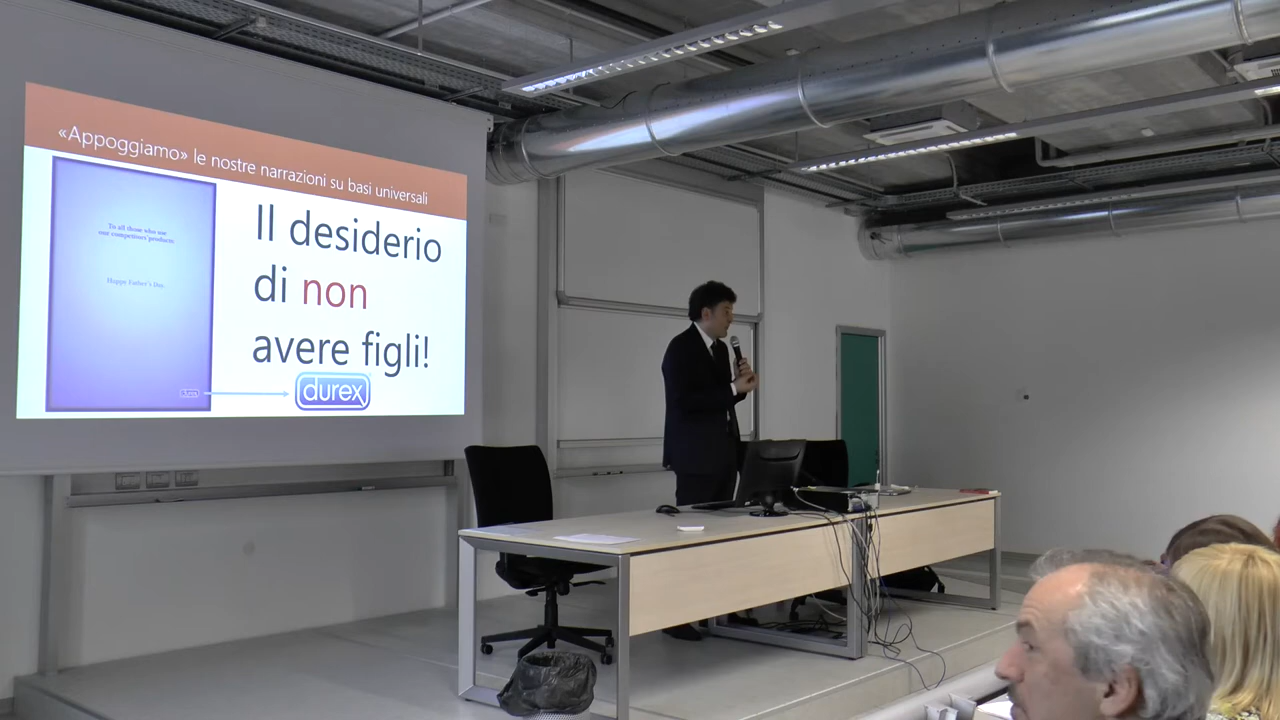 «Appoggiamo» le nostre narrazioni su basi universali
To all those who use
our competitors' products
Happy Father's Day.
Il desiderio
di non
avere figli!
durex
durex